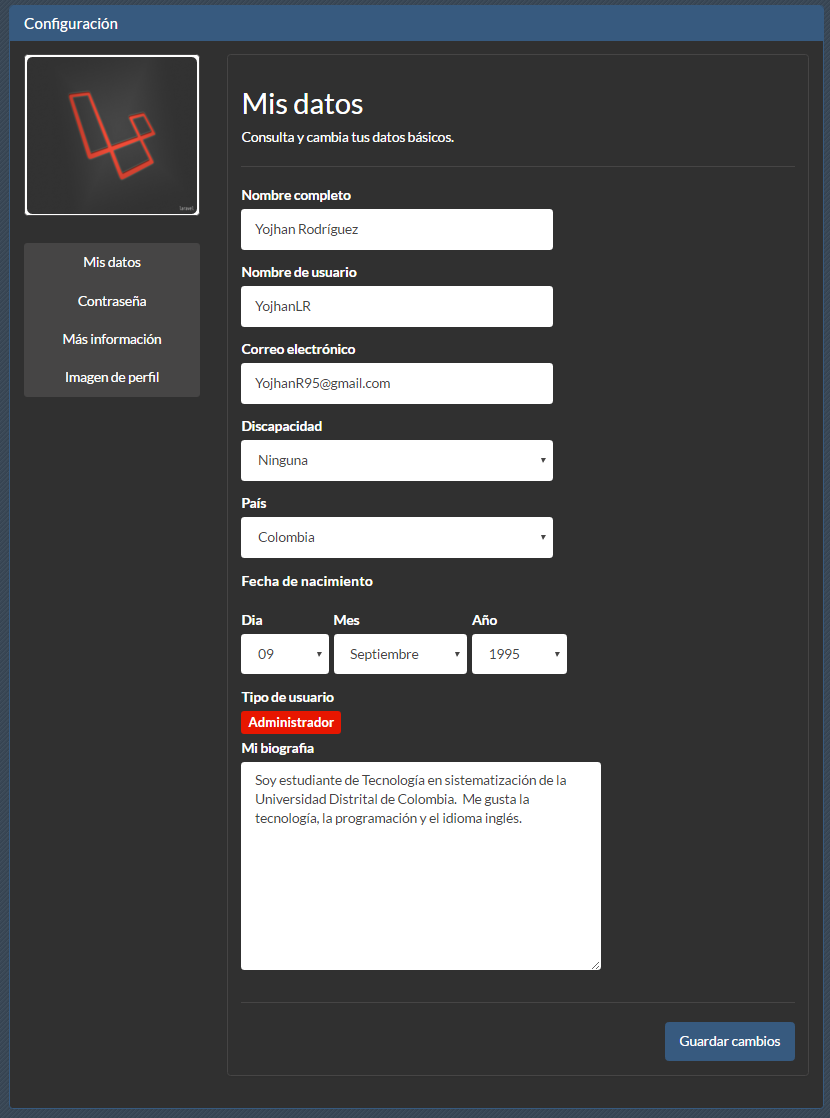 Configuración
Mis datos
Contraseña
Más información
Imagen de perfil
Mis datos
Consulta y cambia tus datos básicos.
Nombre completo
Yojhan Rodríguez
Nombre de usuario
YojhanLR
Correo electrónico
YojhanR95@gmail.com
Discapacidad
Ninguna
País
Colombia
Fecha de nacimiento
Dia Mes Año
09 Septiembre 1995
Tipo de usuario
Administrador
Mi biografia
Soy estudiante de Tecnología en sistematización de la
Universidad Distrital de Colombia.  Me gusta la
tecnología, la programación y el idioma inglés.
Guardar cambios